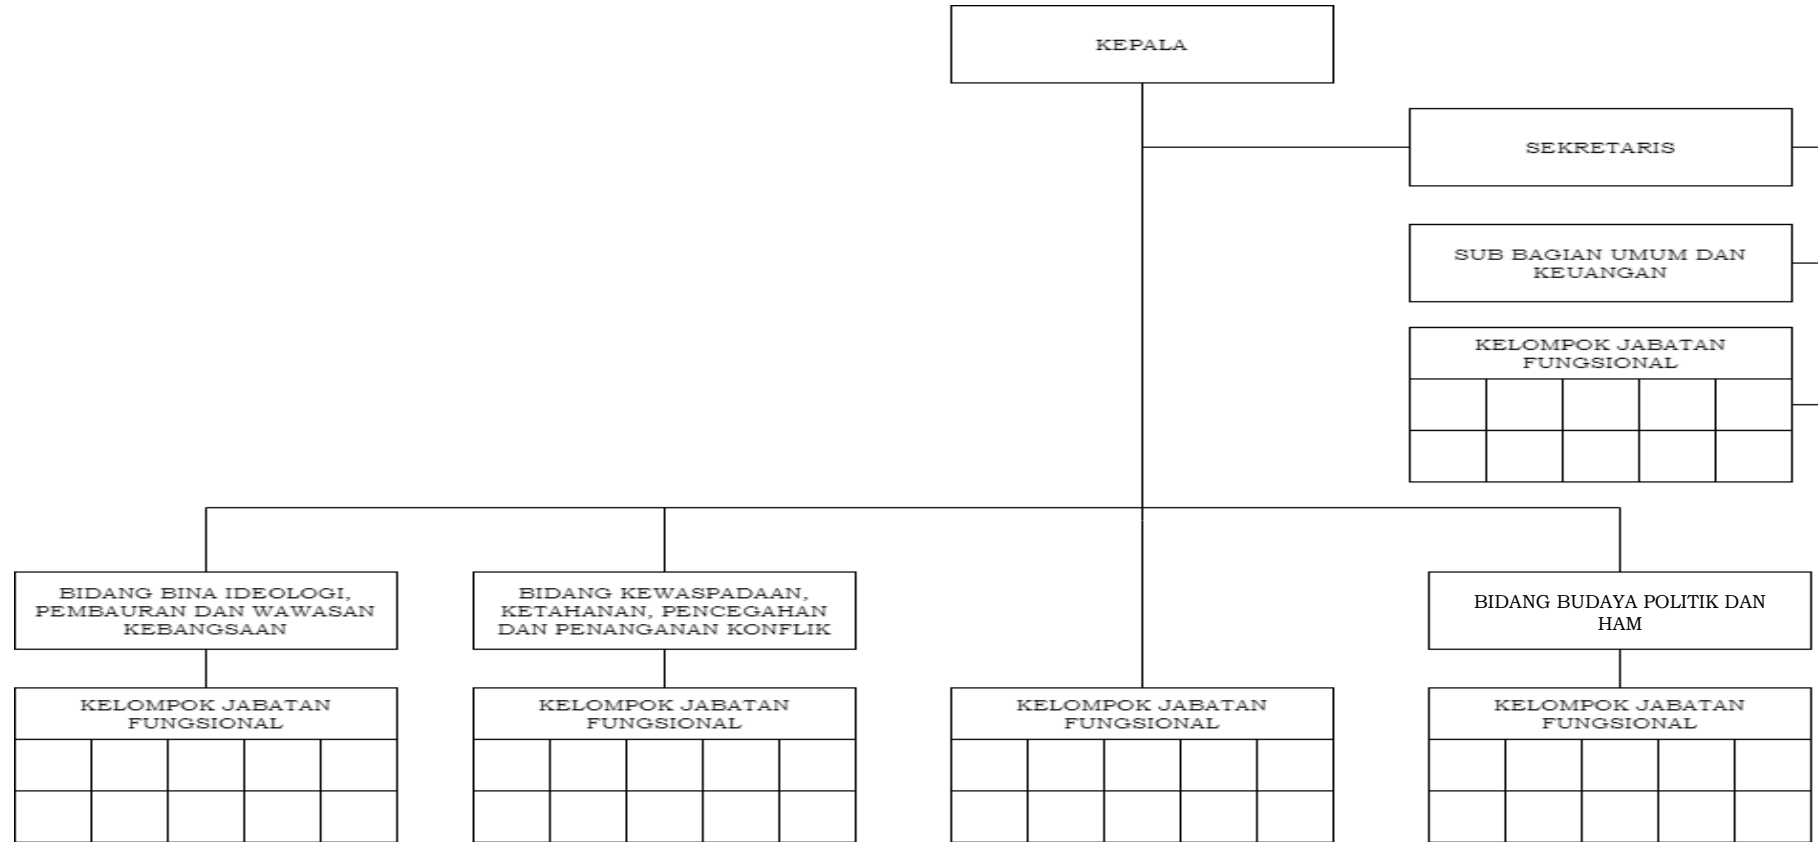 KEPALA
SEKRETARIS
SUB BAGIAN UMUM DAN
KEUANGAN
KELOMPOK JABATAN
FUNGSIONAL
BIDANG BINA IDEOLOGI,
PEMBAURAN DAN WAWASAN
KEBANGSAAN
BIDANG KEWASPADAAN,
KETAHANAN, PENCEGAHAN
DAN PENANGANAN KONFLIK
BIDANG BUDAYA POLITIK DAN
HAM
KELOMPOK JABATAN
FUNGSIONAL
KELOMPOK JABATAN
FUNGSIONAL
KELOMPOK JABATAN
FUNGSIONAL
KELOMPOK JABATAN
FUNGSIONAL